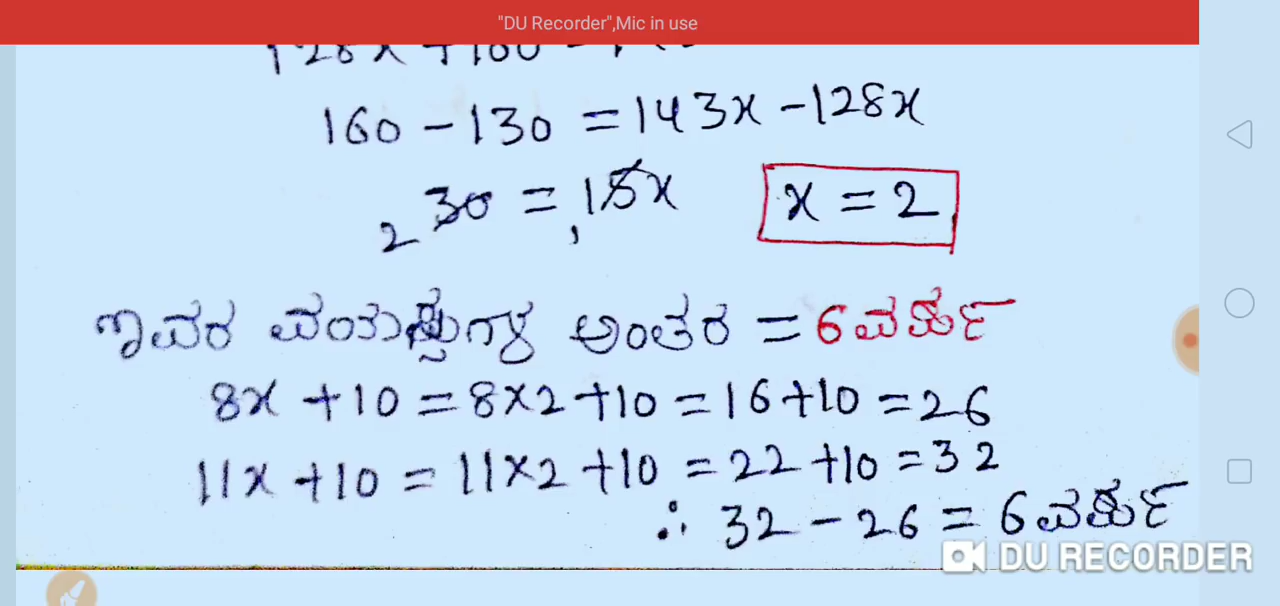 "DU Recorder",Mic in use
160 - 130 = 143x - 128x
2 30 = 1 15x x = 2
ಇವರ ವಯಸ್ಸುಗಳ ಅಂತರ = 6 ವರ್ಷ
8x + 10 = 8×2 + 10 = 16 + 10 = 26
11x + 10 = 11×2 + 10 = 22 + 10 = 32
∴ 32 - 26 = 6 ವರ್ಷ
DU RECORDER